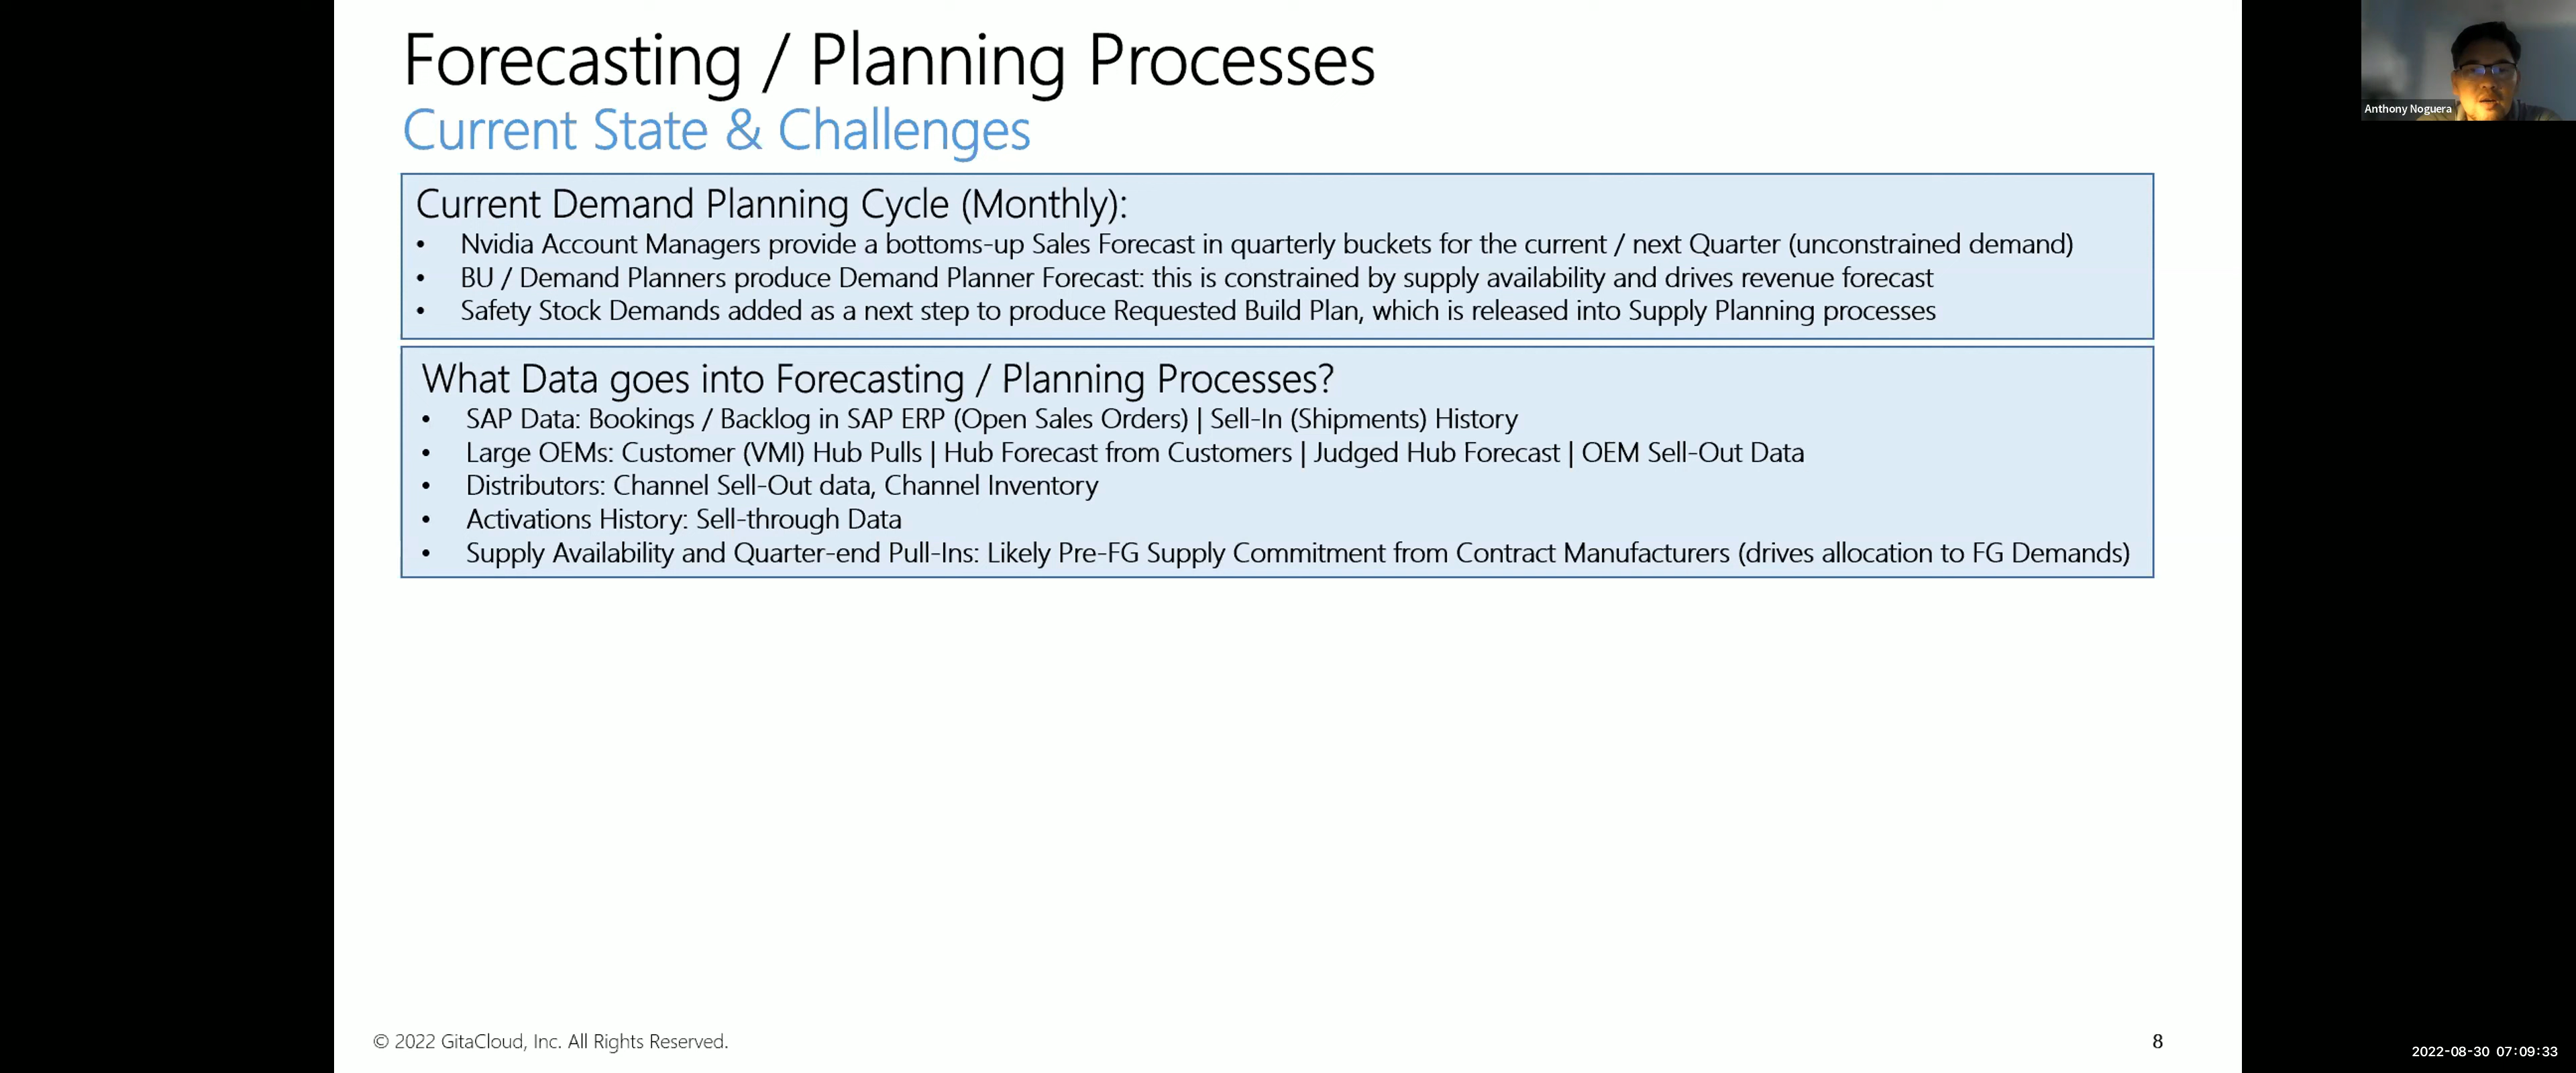 Forecasting / Planning Processes
Current State & Challenges
Anthony Noguera
Current Demand Planning Cycle (Monthly):
• Nvidia Account Managers provide a bottoms-up Sales Forecast in quarterly buckets for the current / next Quarter (unconstrained demand)
• BU / Demand Planners produce Demand Planner Forecast: this is constrained by supply availability and drives revenue forecast
• Safety Stock Demands added as a next step to produce Requested Build Plan, which is released into Supply Planning processes
What Data goes into Forecasting / Planning Processes?
• SAP Data: Bookings / Backlog in SAP ERP (Open Sales Orders) | Sell-In (Shipments) History
• Large OEMs: Customer (VMI) Hub Pulls | Hub Forecast from Customers | Judged Hub Forecast | OEM Sell-Out Data
• Distributors: Channel Sell-Out data, Channel Inventory
• Activations History: Sell-through Data
• Supply Availability and Quarter-end Pull-Ins: Likely Pre-FG Supply Commitment from Contract Manufacturers (drives allocation to FG Demands)
© 2022 GitaCloud, Inc. All Rights Reserved.
8
2022-08-30 07:09:33